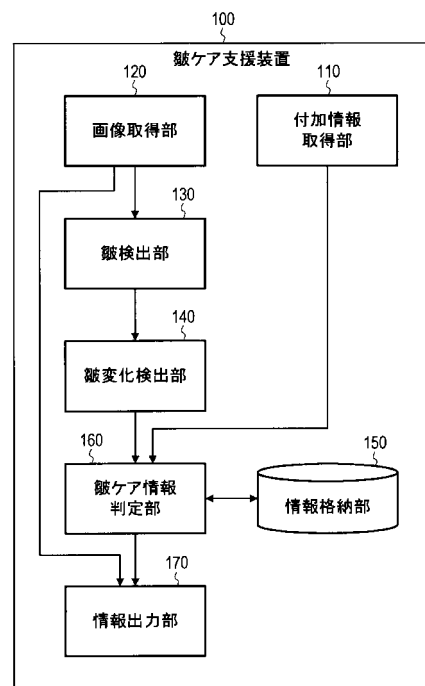 100
皺ケア支援装置
120
画像取得部
110
付加情報
取得部
130
皺検出部
140
皺変化検出部
160
皺ケア情報
判定部
150
情報格納部
170
情報出力部